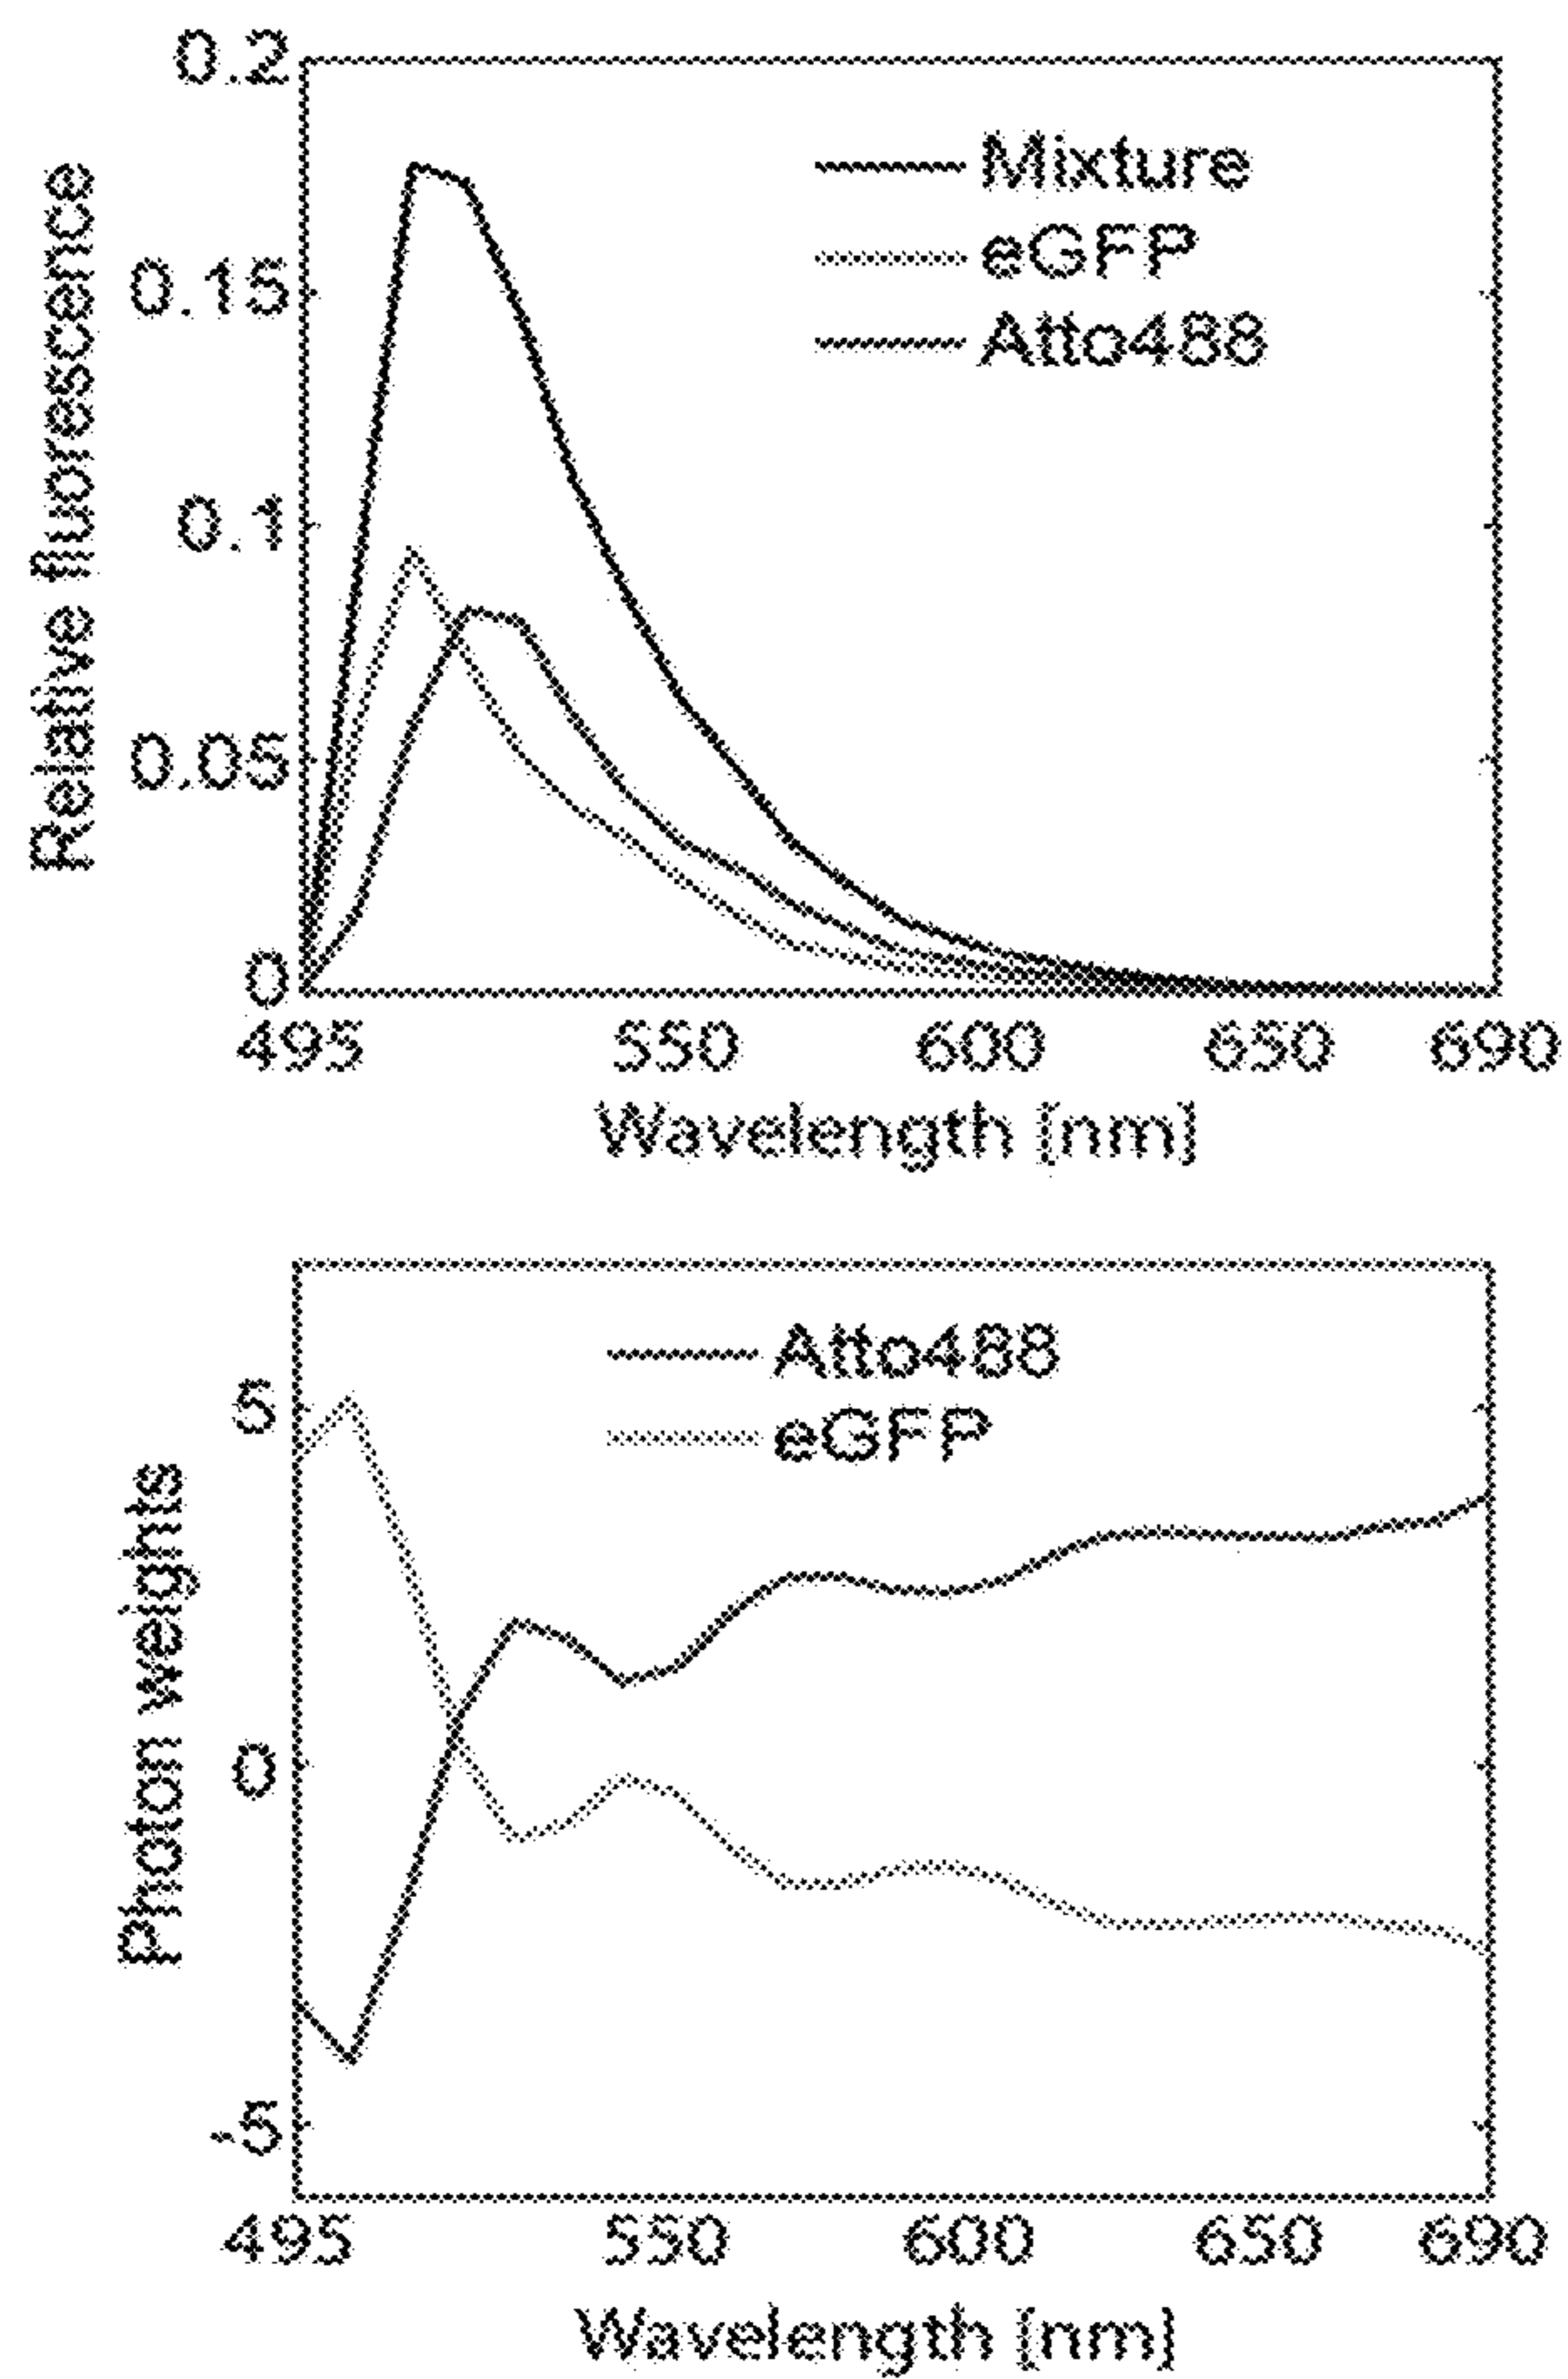 0.2
Mixture
eGFP
0.15
Atto488
0.1
0.05
0
Relative fluorescence
495 550 600 650 690
Wavelength [nm]
Atto488
5
eGFP
0
-5
Photon weights
495 550 600 650 690
Wavelength [nm]